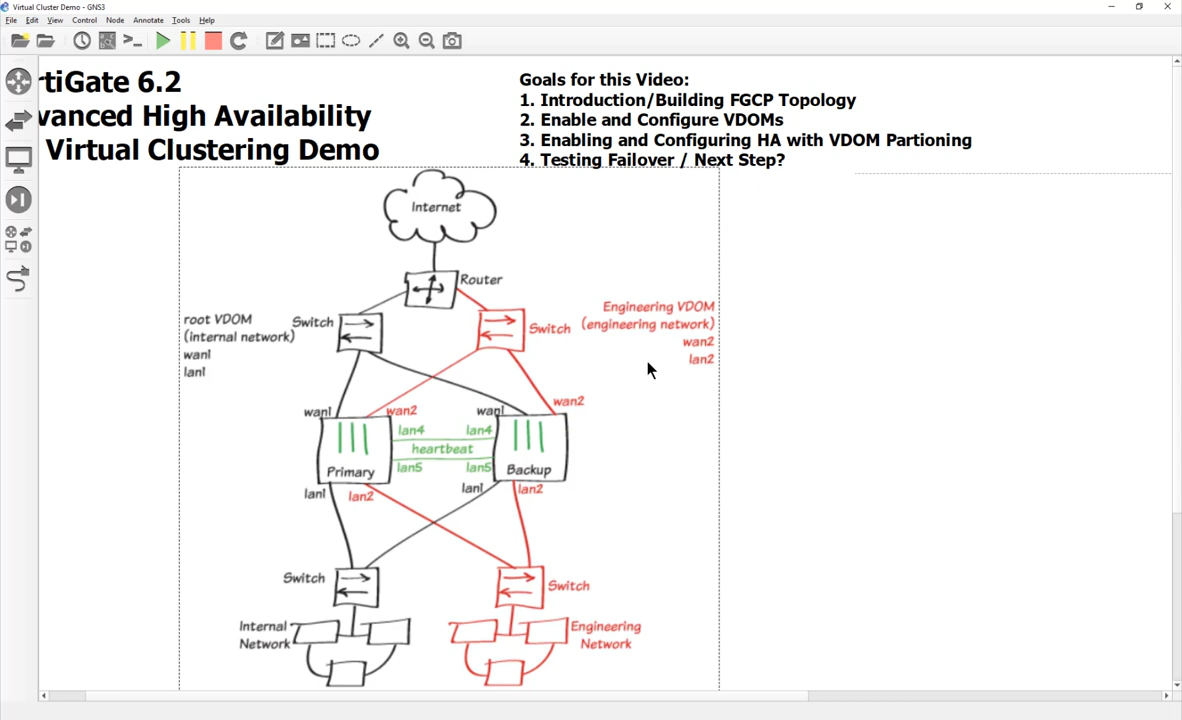 Virtual Cluster Demo - GNS3
File Edit View Control Node Annotate Tools Help
rtiGate 6.2
vanced High Availability
Virtual Clustering Demo
Goals for this Video:
1. Introduction/Building FGCP Topology
2. Enable and Configure VDOMs
3. Enabling and Configuring HA with VDOM Partioning
4. Testing Failover / Next Step?
Internet
Router
root VDOM
(internal network)
wan1
lan1
Switch
Switch
Engineering VDOM
(engineering network)
wan2
lan2
wan1
wan2
wan1
wan2
lan4
lan4
heartbeat
lan5
lan5
Primary
Backup
lan1
lan2
lan1
lan2
Switch
Switch
Internal
Network
Engineering
Network